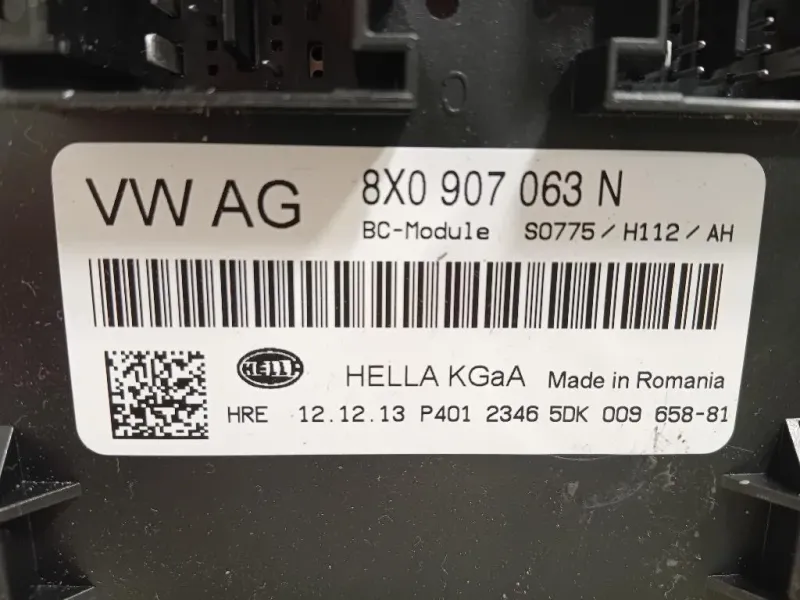 VW AG 8X0 907 063 N
BC-Module S0775/H112/AH
HELLA HELLA KGaA Made in Romania
HRE 12.12.13 P401 2346 5DK 009 658-81